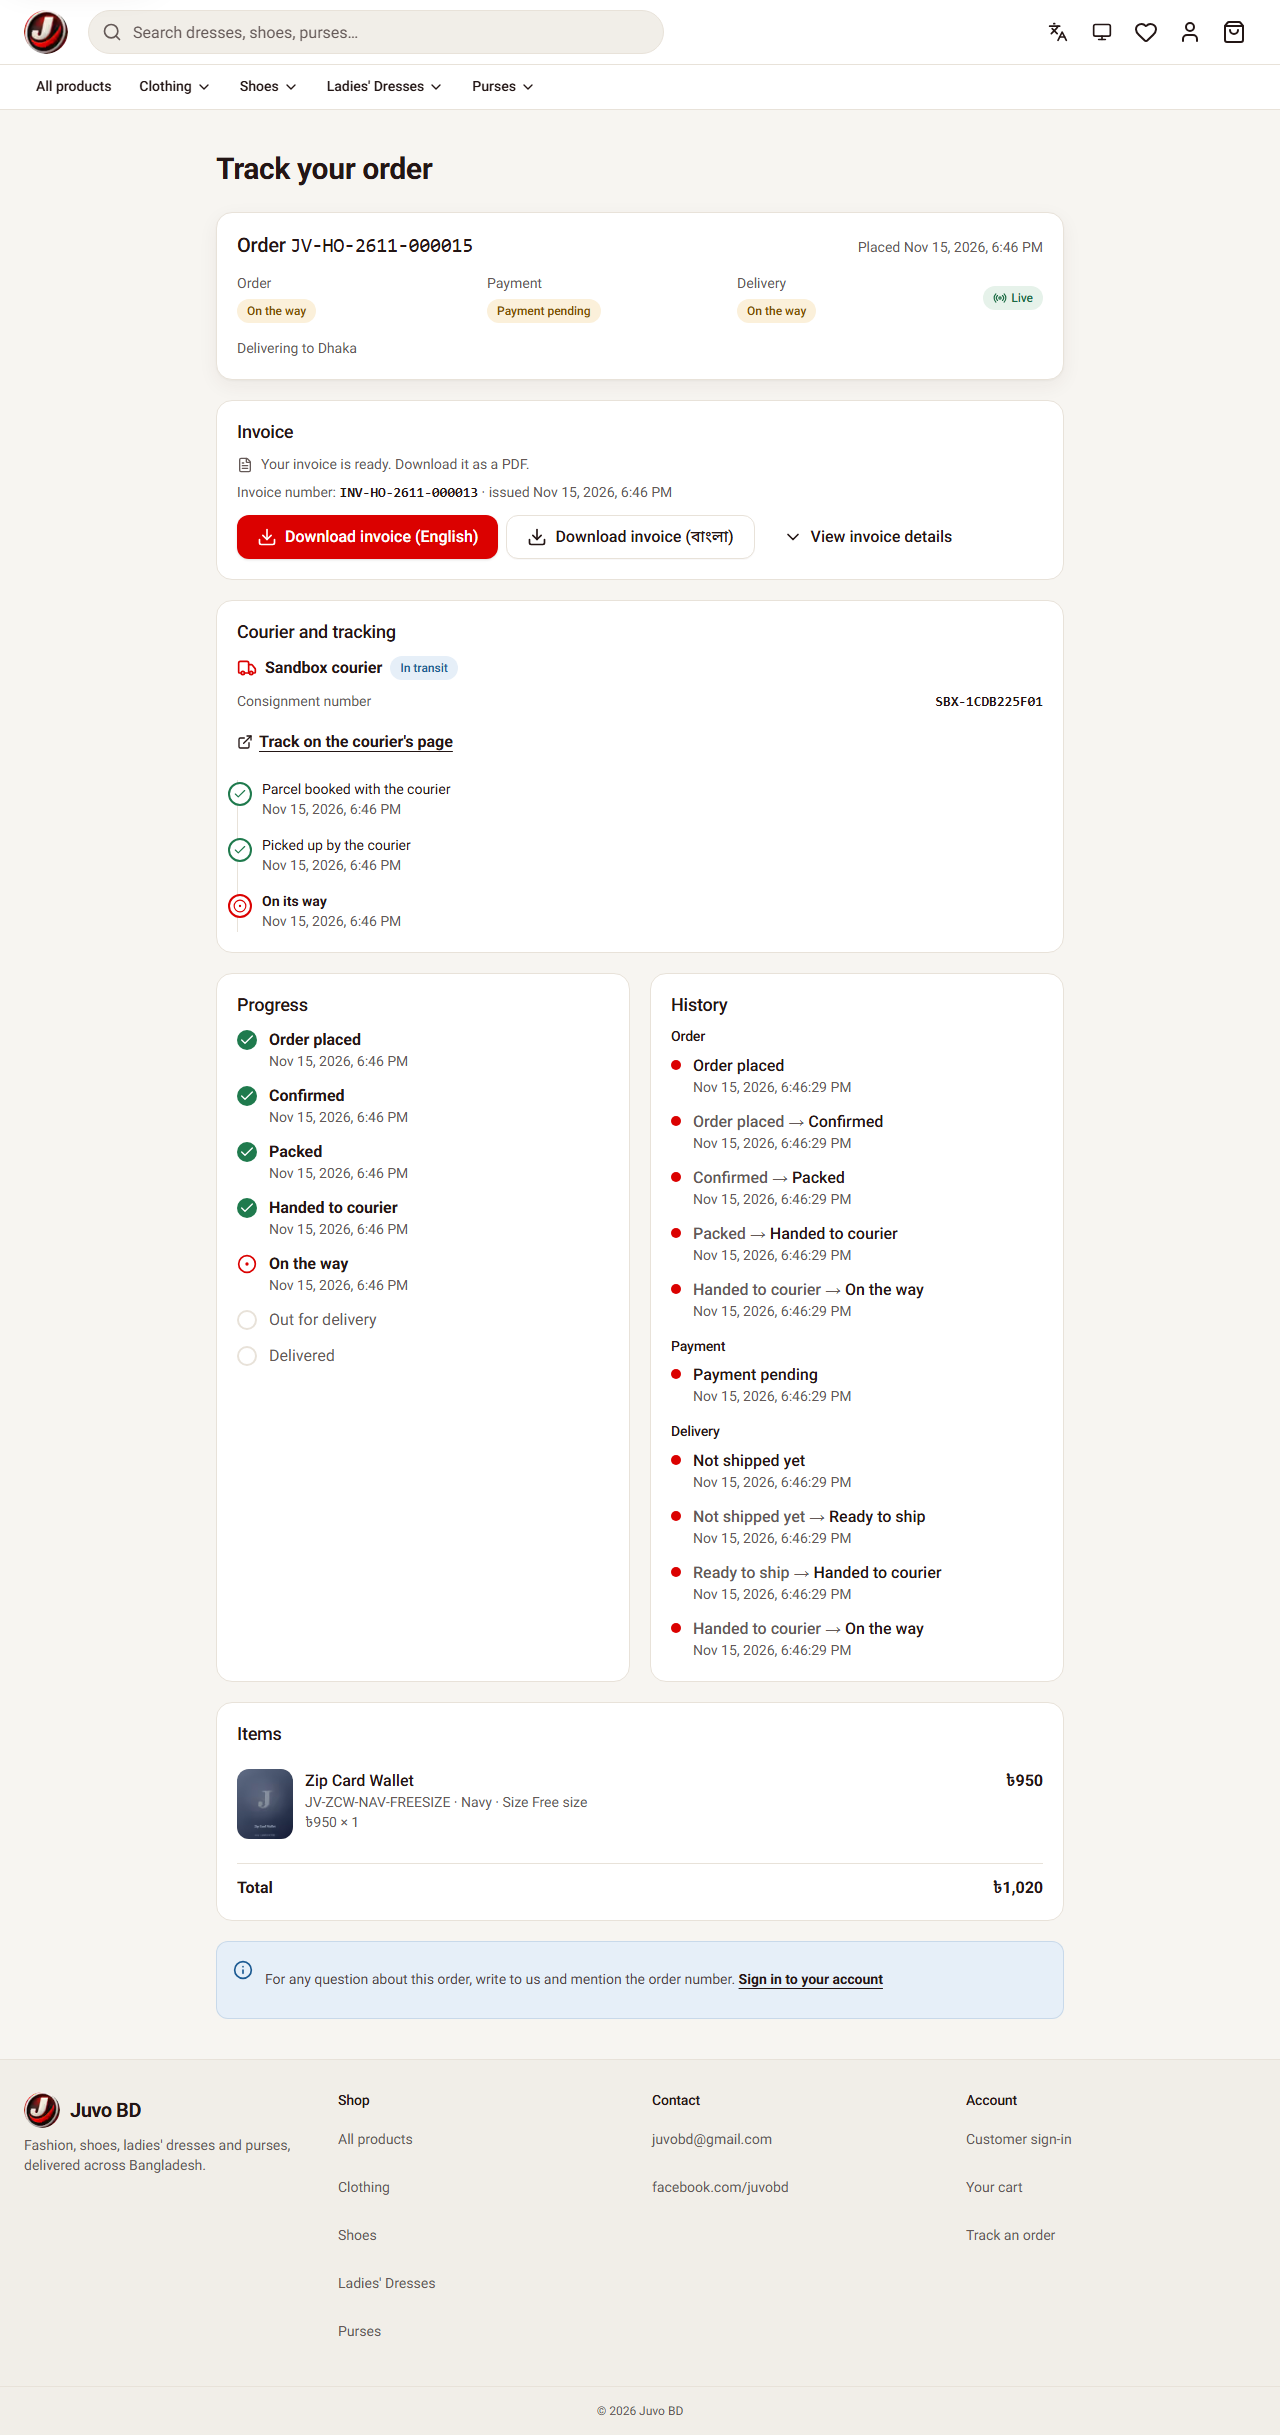 Search dresses, shoes, purses...
All products
Clothing
Shoes
Ladies' Dresses
Purses
Track your order
Order JV-HO-2611-000015
Placed Nov 15, 2026, 6:46 PM
Order
Payment
Delivery
On the way
Payment pending
On the way
Live
Delivering to Dhaka
Invoice
Your invoice is ready. Download it as a PDF.
Invoice number: INV-HO-2611-000013 · issued Nov 15, 2026, 6:46 PM
Download invoice (English)
Download invoice (বাংলা)
View invoice details
Courier and tracking
Sandbox courier
In transit
Consignment number
SBX-1CDB225F01
Track on the courier's page
Parcel booked with the courier
Nov 15, 2026, 6:46 PM
Picked up by the courier
Nov 15, 2026, 6:46 PM
On its way
Nov 15, 2026, 6:46 PM
Progress
Order placed
Nov 15, 2026, 6:46 PM
Confirmed
Nov 15, 2026, 6:46 PM
Packed
Nov 15, 2026, 6:46 PM
Handed to courier
Nov 15, 2026, 6:46 PM
On the way
Nov 15, 2026, 6:46 PM
Out for delivery
Delivered
History
Order
Order placed
Nov 15, 2026, 6:46:29 PM
Order placed → Confirmed
Nov 15, 2026, 6:46:29 PM
Confirmed → Packed
Nov 15, 2026, 6:46:29 PM
Packed → Handed to courier
Nov 15, 2026, 6:46:29 PM
Handed to courier → On the way
Nov 15, 2026, 6:46:29 PM
Payment
Payment pending
Nov 15, 2026, 6:46:29 PM
Delivery
Not shipped yet
Nov 15, 2026, 6:46:29 PM
Not shipped yet → Ready to ship
Nov 15, 2026, 6:46:29 PM
Ready to ship → Handed to courier
Nov 15, 2026, 6:46:29 PM
Handed to courier → On the way
Nov 15, 2026, 6:46:29 PM
Items
J
Zip Card Wallet
৳950
JV-ZCW-NAV-FREESIZE · Navy · Size Free size
৳950 × 1
Total
৳1,020
For any question about this order, write to us and mention the order number. Sign in to your account
Juvo BD
Fashion, shoes, ladies' dresses and purses,
delivered across Bangladesh.
Shop
All products
Clothing
Shoes
Ladies' Dresses
Purses
Contact
juvobd@gmail.com
facebook.com/juvobd
Account
Customer sign-in
Your cart
Track an order
© 2026 Juvo BD